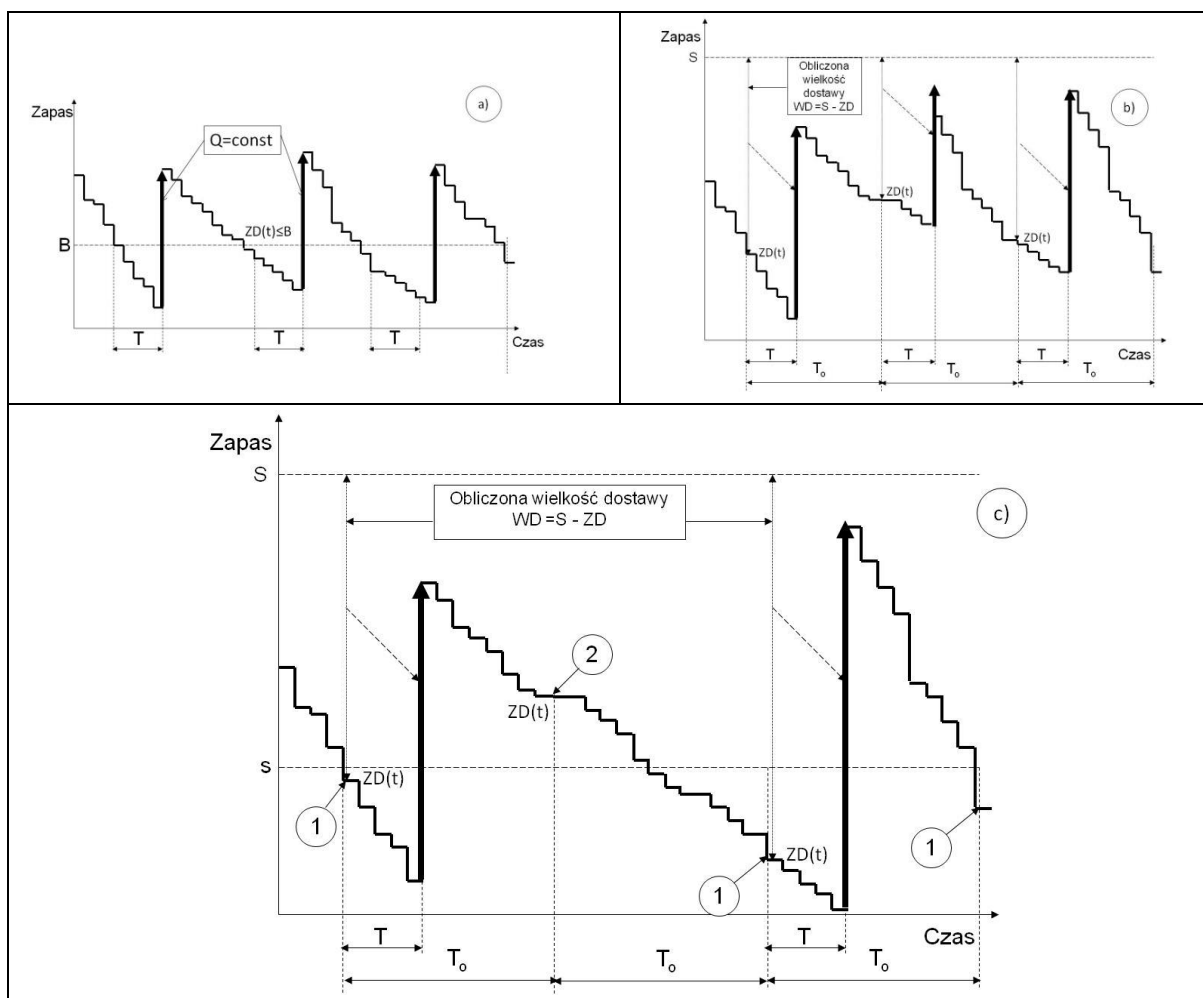 Zapas
a)
Q=const
B
ZD(t)≤B
T
T
T
Czas
Zapas
S
Obliczona
wielkość
dostawy
WD =S - ZD
b)
ZD(t)
ZD(t)
ZD(t)
Czas
T
T
T
To
To
To
Zapas
S
Obliczona wielkość dostawy
WD =S - ZD
c)
2
ZD(t)
s
ZD(t)
1
ZD(t)
1
1
Czas
T
T
To
To
To